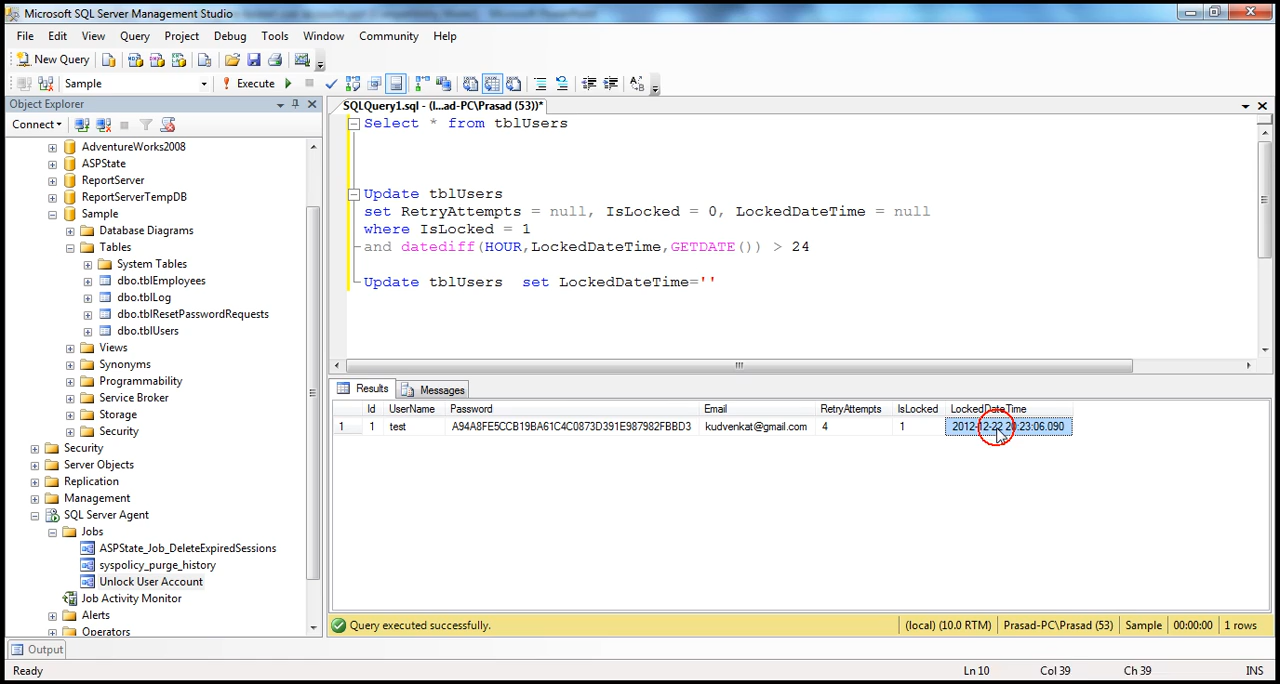 Microsoft SQL Server Management Studio
File Edit View Query Project Debug Tools Window Community Help
New Query
Sample Execute
Object Explorer
SQLQuery1.sql - (l...ad-PC\Prasad (53))*
Connect
AdventureWorks2008
ASPState
ReportServer
ReportServerTempDB
Sample
Database Diagrams
Tables
System Tables
dbo.tblEmployees
dbo.tblLog
dbo.tblResetPasswordRequests
dbo.tblUsers
Views
Synonyms
Programmability
Service Broker
Storage
Security
Security
Server Objects
Replication
Management
SQL Server Agent
Jobs
ASPState_Job_DeleteExpiredSessions
syspolicy_purge_history
Unlock User Account
Job Activity Monitor
Alerts
Operators
Select * from tblUsers
Update tblUsers
set RetryAttempts = null, IsLocked = 0, LockedDateTime = null
where IsLocked = 1
and datediff(HOUR,LockedDateTime,GETDATE()) > 24
Update tblUsers set LockedDateTime=''
Results Messages
Id UserName Password Email RetryAttempts IsLocked LockedDateTime
1 1 test A94A8FE5CCB19BA61C4C0873D391E987982FBBD3 kudvenkat@gmail.com 4 1 2012-12-22 20:23:06.090
Query executed successfully. (local) (10.0 RTM) Prasad-PC\Prasad (53) Sample 00:00:00 1 rows
Output
Ready Ln 10 Col 39 Ch 39 INS